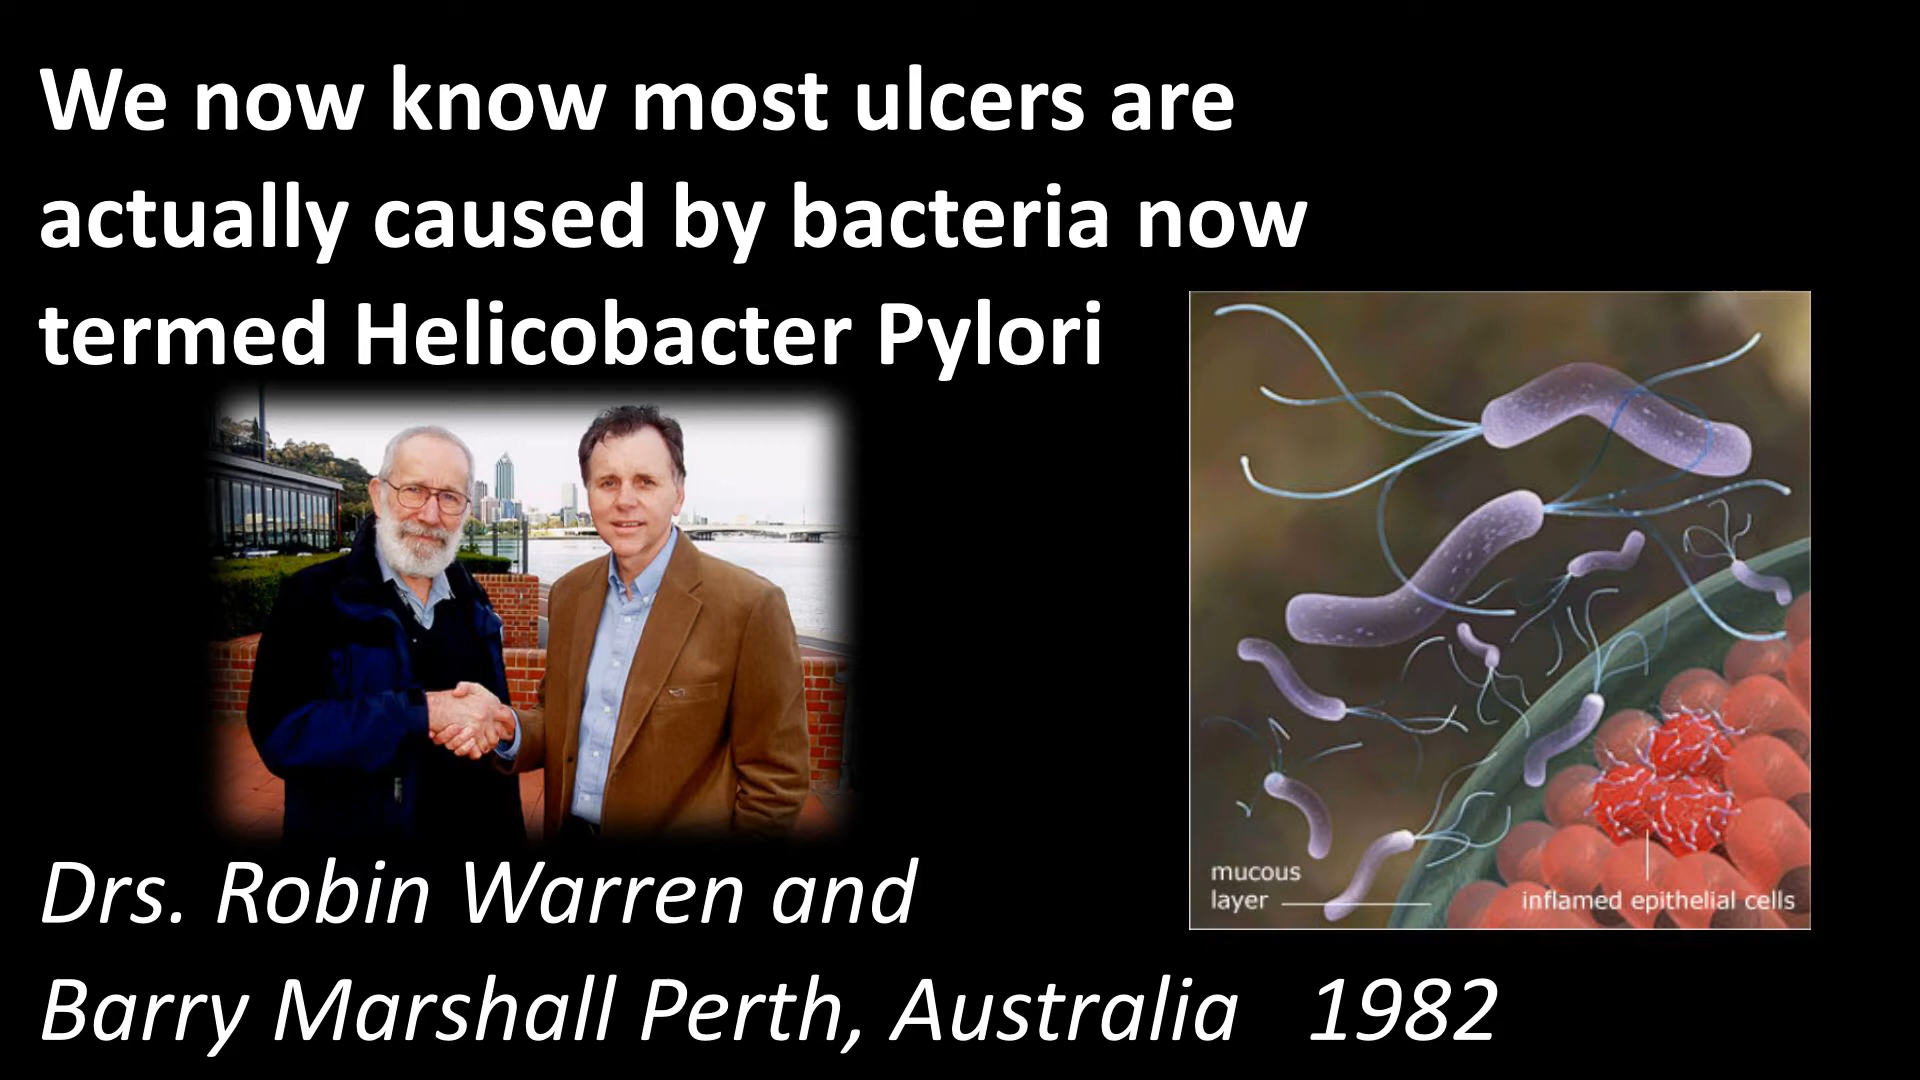 We now know most ulcers are
actually caused by bacteria now
termed Helicobacter Pylori
mucous
layer
inflamed epithelial cells
Drs. Robin Warren and
Barry Marshall Perth, Australia 1982